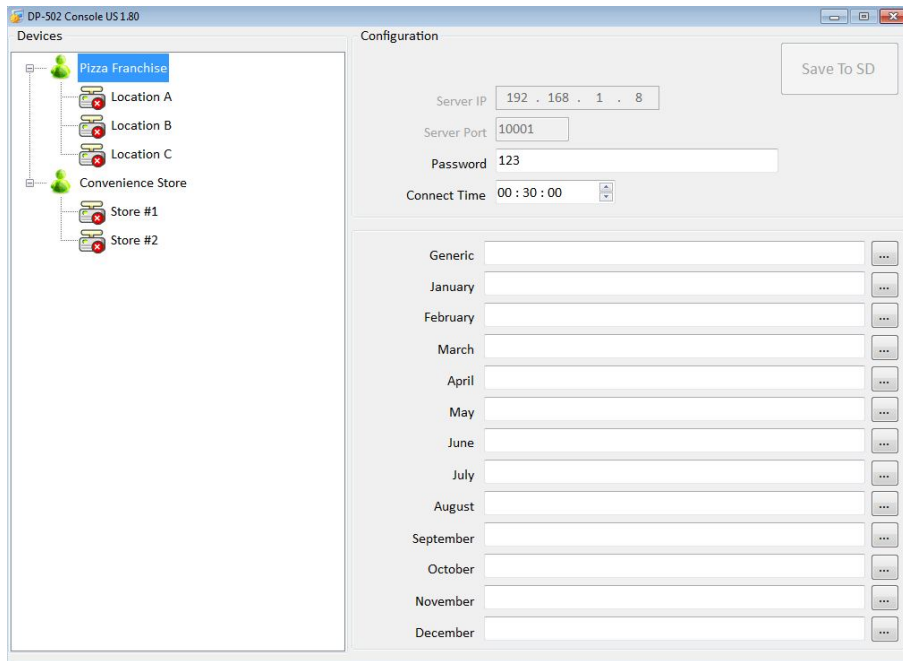 DP-502 Console US 1.80
Devices
Pizza Franchise
Location A
Location B
Location C
Convenience Store
Store #1
Store #2
Configuration
Save To SD
Server IP 192 . 168 . 1 . 8
Server Port 10001
Password 123
Connect Time 00 : 30 : 00
Generic ...
January ...
February ...
March ...
April ...
May ...
June ...
July ...
August ...
September ...
October ...
November ...
December ...